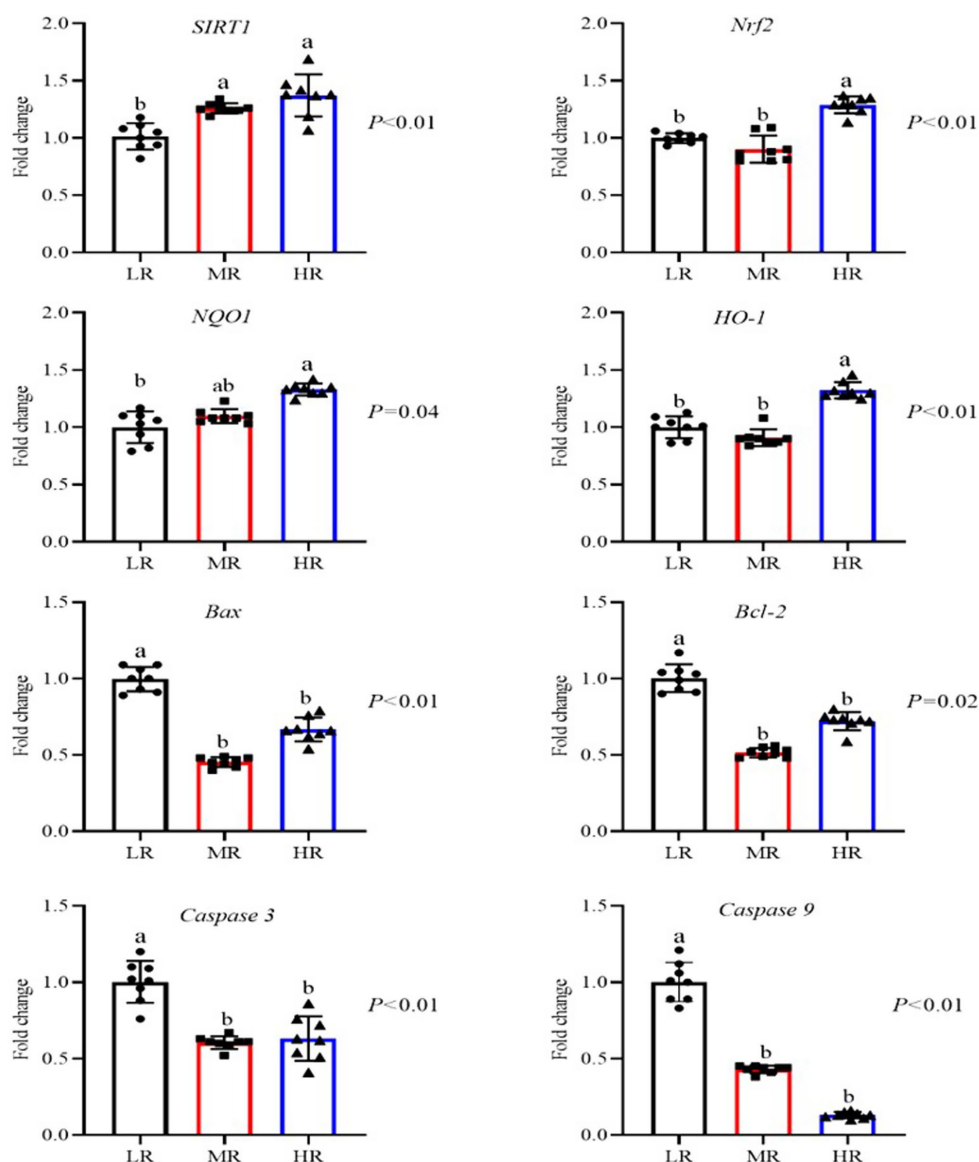 SIRT1
Fold change
2.0
1.5
1.0
0.5
0.0
b
a
a
P<0.01
LR
MR
HR
Nrf2
Fold change
2.0
1.5
1.0
0.5
0.0
b
b
a
P<0.01
LR
MR
HR
NQO1
Fold change
2.0
1.5
1.0
0.5
0.0
b
ab
a
P=0.04
LR
MR
HR
HO-1
Fold change
2.0
1.5
1.0
0.5
0.0
b
b
a
P<0.01
LR
MR
HR
Bax
Fold change
1.5
1.0
0.5
0.0
a
b
b
P<0.01
LR
MR
HR
Bcl-2
Fold change
1.5
1.0
0.5
0.0
a
b
b
P=0.02
LR
MR
HR
Caspase 3
Fold change
1.5
1.0
0.5
0.0
a
b
b
P<0.01
LR
MR
HR
Caspase 9
Fold change
1.5
1.0
0.5
0.0
a
b
b
P<0.01
LR
MR
HR